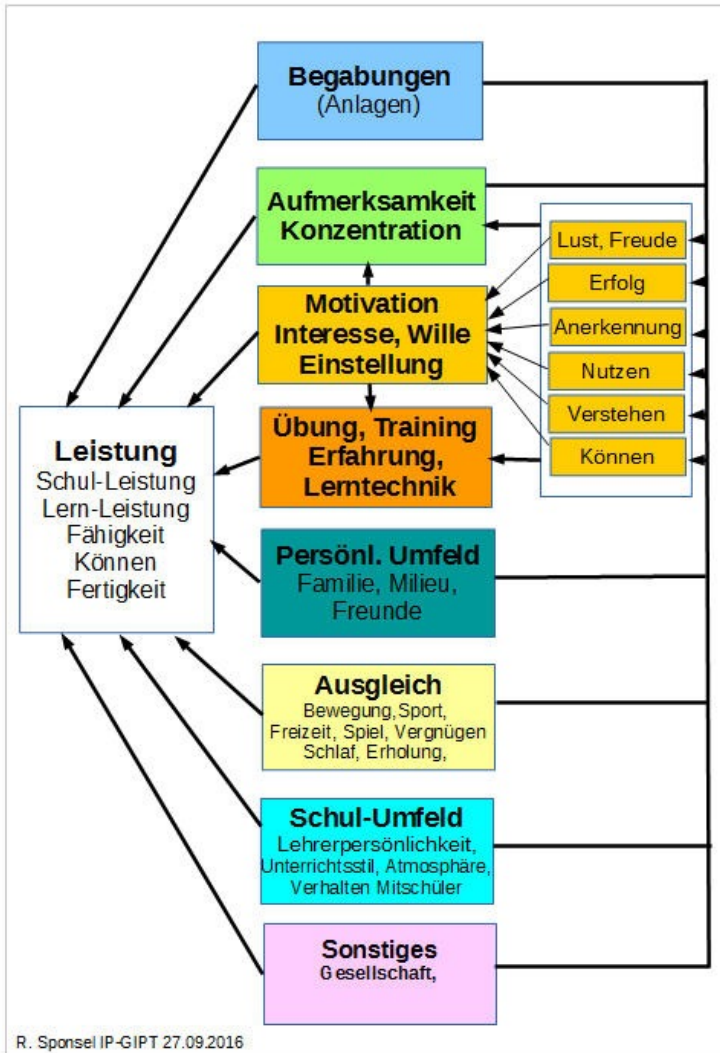 Begabungen
(Anlagen)
Aufmerksamkeit
Konzentration
Motivation
Interesse, Wille
Einstellung
Lust, Freude
Erfolg
Anerkennung
Nutzen
Verstehen
Können
Leistung
Schul-Leistung
Lern-Leistung
Fähigkeit
Können
Fertigkeit
Übung, Training
Erfahrung,
Lerntechnik
Persönl. Umfeld
Familie, Milieu,
Freunde
Ausgleich
Bewegung,Sport,
Freizeit, Spiel, Vergnügen
Schlaf, Erholung,
Schul-Umfeld
Lehrerpersönlichkeit,
Unterrichtsstil, Atmosphäre,
Verhalten Mitschüler
Sonstiges
Gesellschaft,
R. Sponsel IP-GIPT 27.09.2016